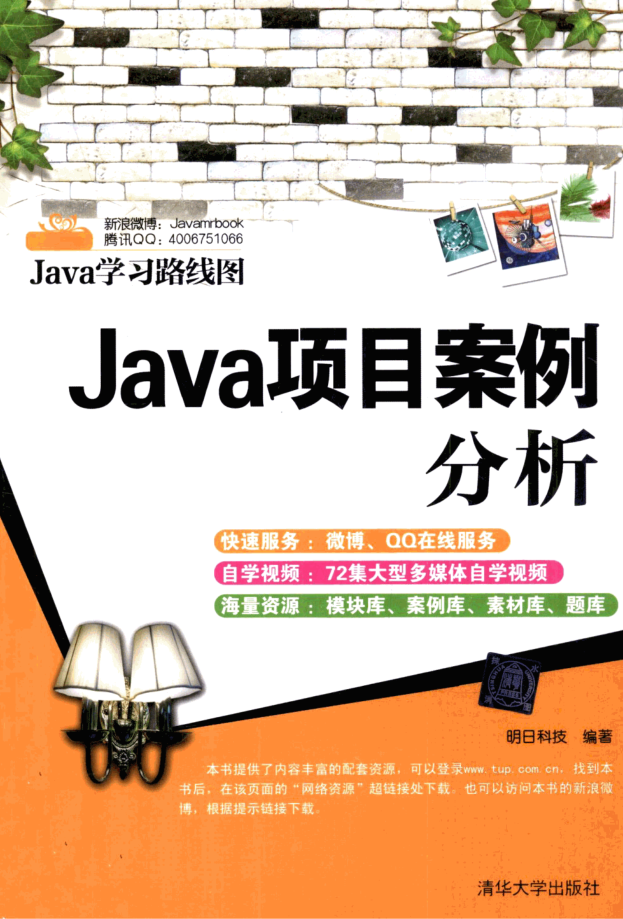 新浪微博：Javamrbook
腾讯QQ：4006751066
Java学习路线图
Java项目案例
分析
快速服务：微博、QQ在线服务
自学视频：72集大型多媒体自学视频
海量资源：模块库、案例库、素材库、题库
明日科技 编著
本书提供了内容丰富的配套资源，可以登录www.tup.com.cn，找到本
书后，在该页面的“网络资源”超链接处下载。也可以访问本书的新浪微
博，根据提示链接下载。
清华大学出版社